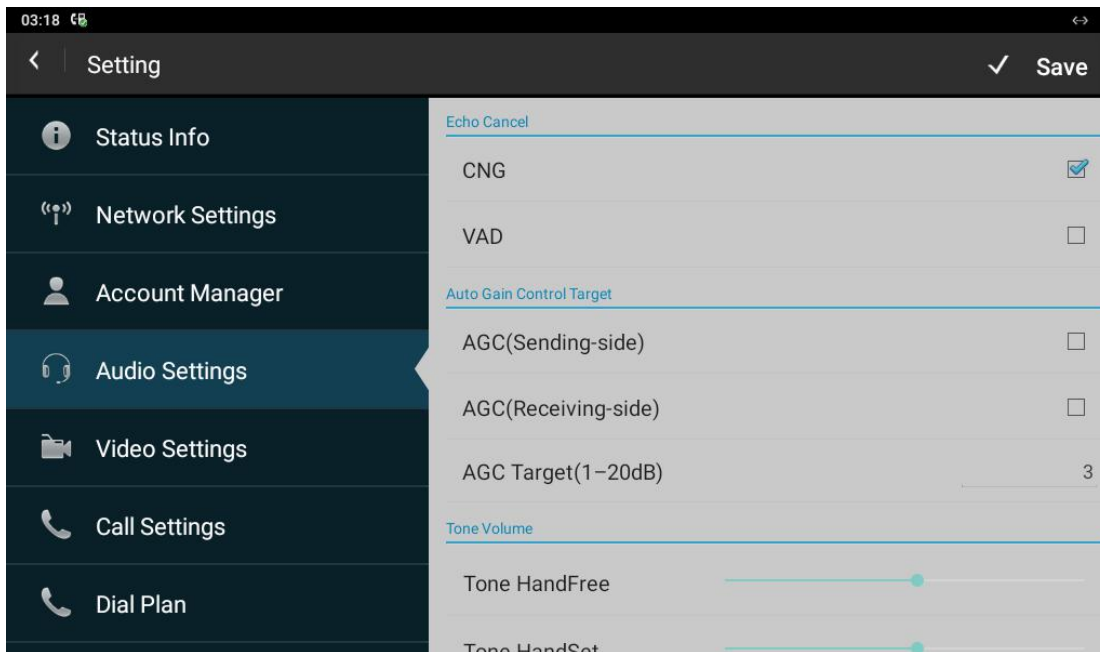 03:18
Setting
Save
Status Info
Network Settings
Account Manager
Audio Settings
Video Settings
Call Settings
Dial Plan
Echo Cancel
CNG
VAD
Auto Gain Control Target
AGC(Sending-side)
AGC(Receiving-side)
AGC Target(1–20dB) 3
Tone Volume
Tone HandFree
Tone HandSet